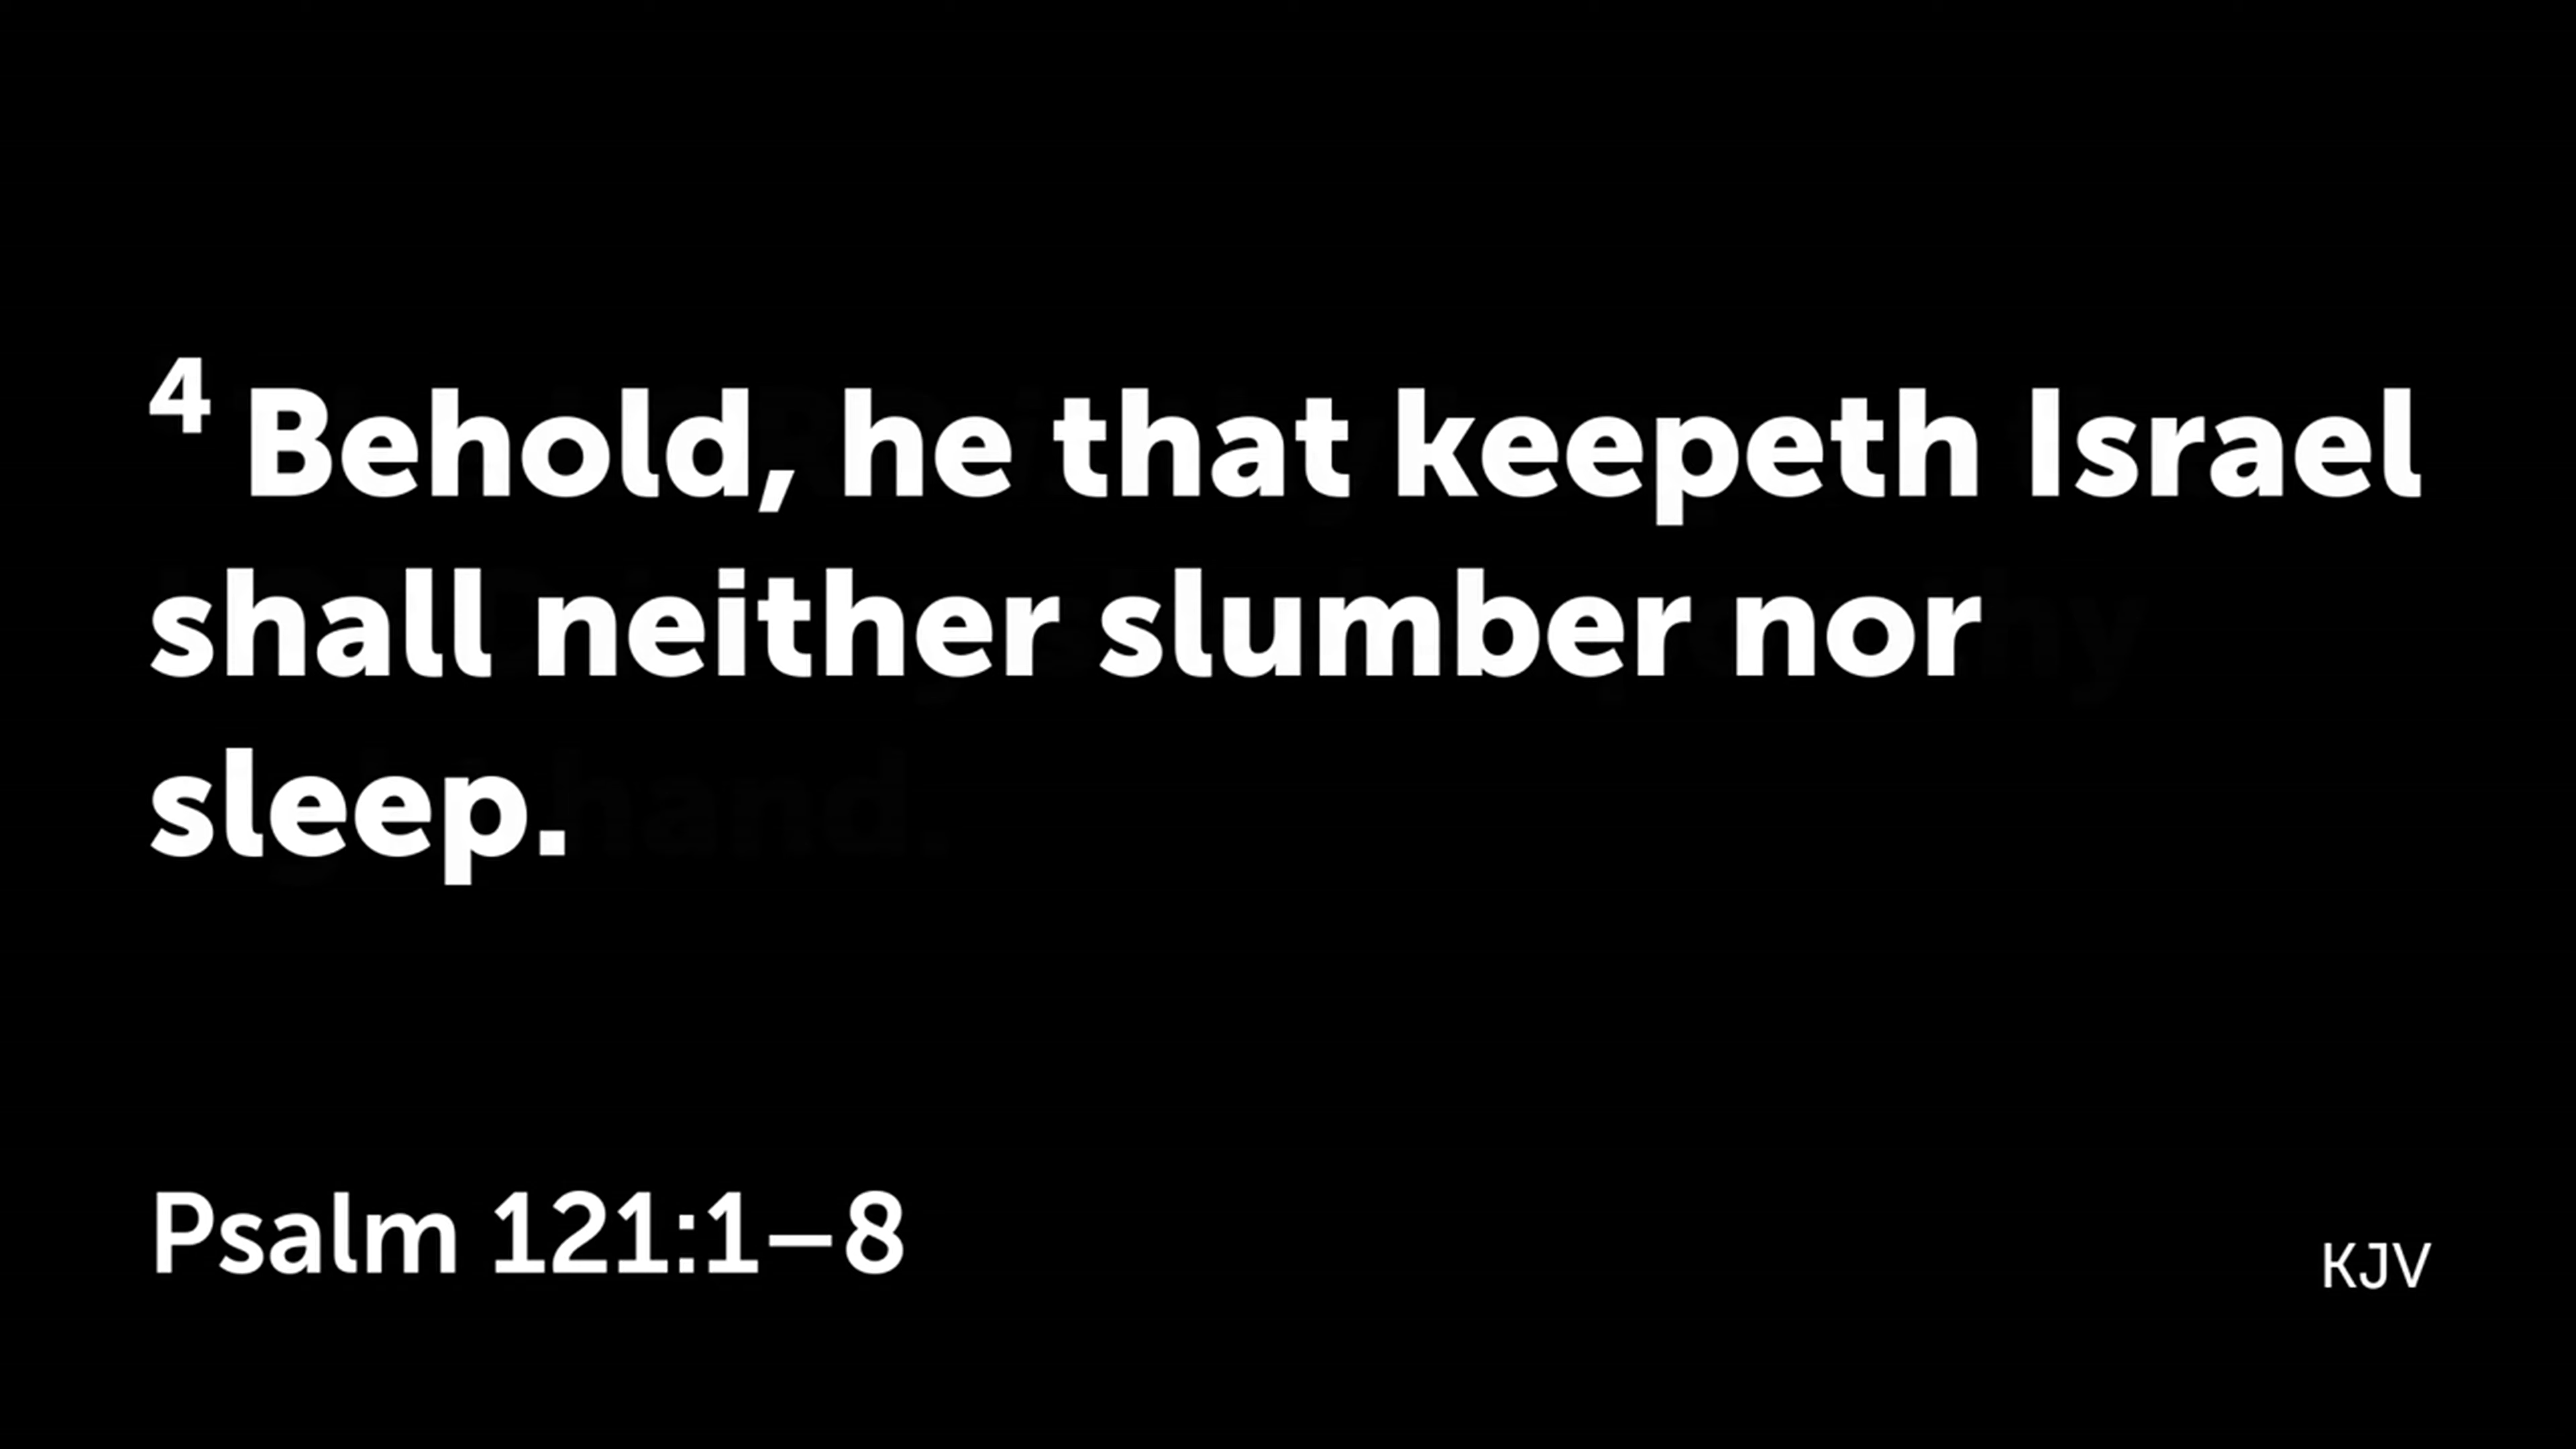 4 Behold, he that keepeth Israel
shall neither slumber nor
sleep.
Psalm 121:1–8
KJV